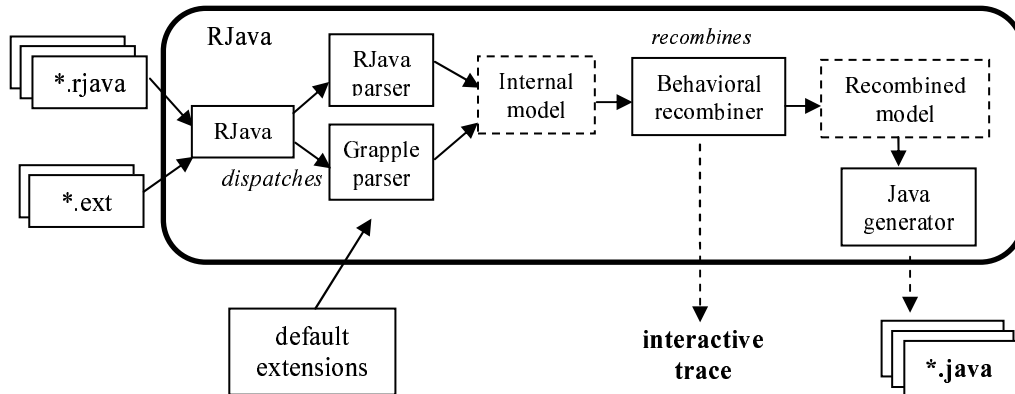 RJava
recombines
*.rjava
RJava
parser
Internal
model
Behavioral
recombiner
Recombined
model
RJava
Grapple
parser
dispatches
*.ext
Java
generator
default
extensions
interactive
trace
*.java